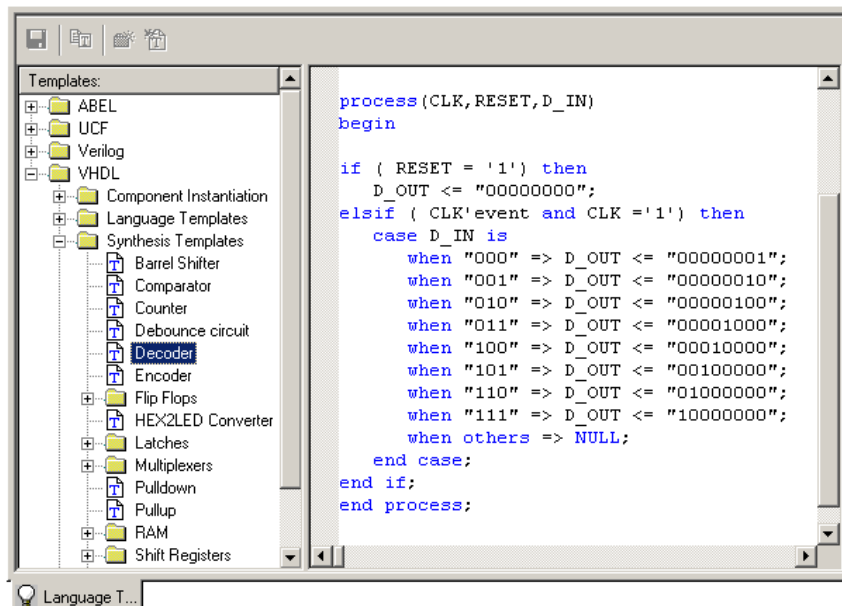 Templates:
ABEL
UCF
Verilog
VHDL
Component Instantiation
Language Templates
Synthesis Templates
Barrel Shifter
Comparator
Counter
Debounce circuit
Decoder
Encoder
Flip Flops
HEX2LED Converter
Latches
Multiplexers
Pulldown
Pullup
RAM
Shift Registers
process(CLK,RESET,D_IN)
begin
if ( RESET = '1') then
D_OUT <= "00000000";
elsif ( CLK'event and CLK ='1') then
case D_IN is
when "000" => D_OUT <= "00000001";
when "001" => D_OUT <= "00000010";
when "010" => D_OUT <= "00000100";
when "011" => D_OUT <= "00001000";
when "100" => D_OUT <= "00010000";
when "101" => D_OUT <= "00100000";
when "110" => D_OUT <= "01000000";
when "111" => D_OUT <= "10000000";
when others => NULL;
end case;
end if;
end process;
Language T...